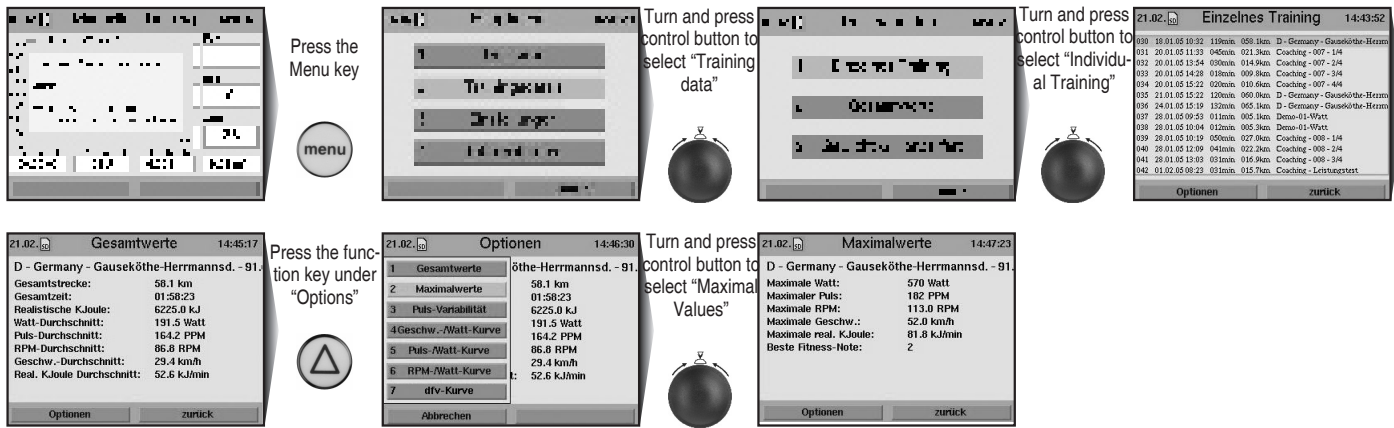 Press the
Menu key
menu
Turn and press
control button to
select “Training
data”
Turn and press
control button to
select “Individu-
al Training”
21.02. SD Einzelnes Training 14:43:52
030 18.01.05 10:32 119min 058.1km D - Germany - Gauseköthe-Herrm
031 20.01.05 11:33 045min 021.3km Coaching - 007 - 1/4
032 20.01.05 13:54 030min 014.9km Coaching - 007 - 2/4
033 20.01.05 14:28 018min 009.8km Coaching - 007 - 3/4
034 20.01.05 15:22 020min 010.6km Coaching - 007 - 4/4
035 21.01.05 15:22 120min 060.0km D - Germany - Gauseköthe-Herrm
036 24.01.05 15:19 132min 065.1km D - Germany - Gauseköthe-Herrm
037 28.01.05 09:53 011min 005.1km Demo-01-Watt
038 28.01.05 10:04 012min 005.3km Demo-01-Watt
039 28.01.05 10:19 050min 027.0km Coaching - 008 - 1/4
040 28.01.05 12:09 041min 022.2km Coaching - 008 - 2/4
041 28.01.05 13:03 031min 016.9km Coaching - 008 - 3/4
042 01.02.05 08:23 031min 015.7km Coaching - Leistungstest
Optionen zurück
21.02. SD Gesamtwerte 14:45:17
D - Germany - Gauseköthe-Herrmannsd. - 91.
Gesamtstrecke: 58.1 km
Gesamtzeit: 01:58:23
Realistische KJoule: 6225.0 kJ
Watt-Durchschnitt: 191.5 Watt
Puls-Durchschnitt: 164.2 PPM
RPM-Durchschnitt: 86.8 RPM
Geschw.-Durchschnitt: 29.4 km/h
Real. KJoule Durchschnitt: 52.6 kJ/min
Optionen zurück
Press the func-
tion key under
“Options”
21.02. SD Optionen 14:46:30
1 Gesamtwerte öthe-Herrmannsd. - 91.
2 Maximalwerte 58.1 km
01:58:23
3 Puls-Variabilität 6225.0 kJ
4 Geschw.-/Watt-Kurve 191.5 Watt
164.2 PPM
5 Puls-/Watt-Kurve 86.8 RPM
29.4 km/h
6 RPM-/Watt-Kurve t: 52.6 kJ/min
7 dfv-Kurve
Abbrechen
Turn and press
control button to
select “Maximal
Values”
21.02. SD Maximalwerte 14:47:23
D - Germany - Gauseköthe-Herrmannsd. - 91.
Maximale Watt: 570 Watt
Maximaler Puls: 182 PPM
Maximale RPM: 113.0 RPM
Maximale Geschw.: 52.0 km/h
Maximale real. KJoule: 81.8 kJ/min
Beste Fitness-Note: 2
Optionen zurück